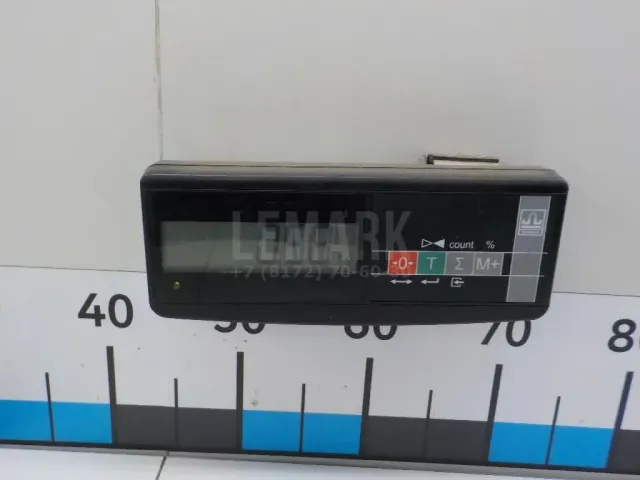 LEMARK
+7 (8172) 70-60-
count %
→0← T Σ M+
40 50 60 70 80